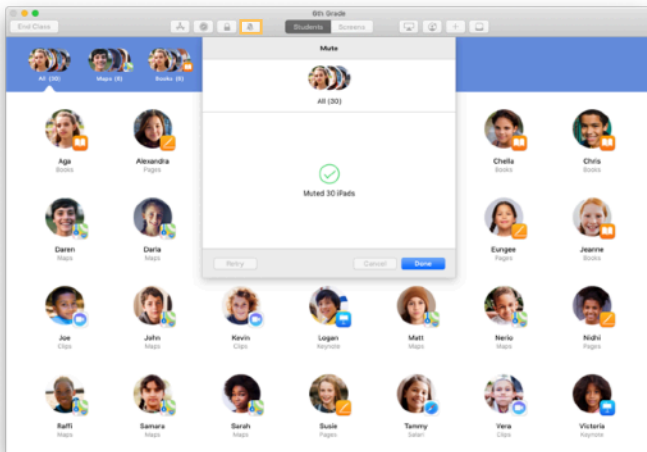 6th Grade
End Class
Students Screens
Mute
All (30) Maps (8) Books (6)
All (30)
Muted 30 iPads
Retry Cancel Done
Aga Alexandra Chella Chris
Books Pages Books Books
Daren Darla Eungee Jeanne
Maps Maps Pages Books
Joe John Kevin Logan Matt Nerio Nidhi
Clips Maps Clips Keynote Maps Maps Pages
Raffi Samara Sarah Susie Tammy Vera Victoria
Maps Maps Maps Pages Safari Clips Keynote